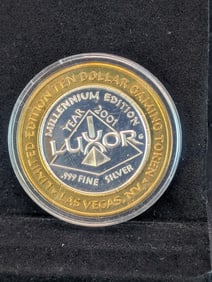 LIMITED EDITION TEN DOLLAR GAMING TOKEN
LAS VEGAS, NV.
MILLENNIUM EDITION
YEAR 2001
LUXOR
.999 FINE SILVER